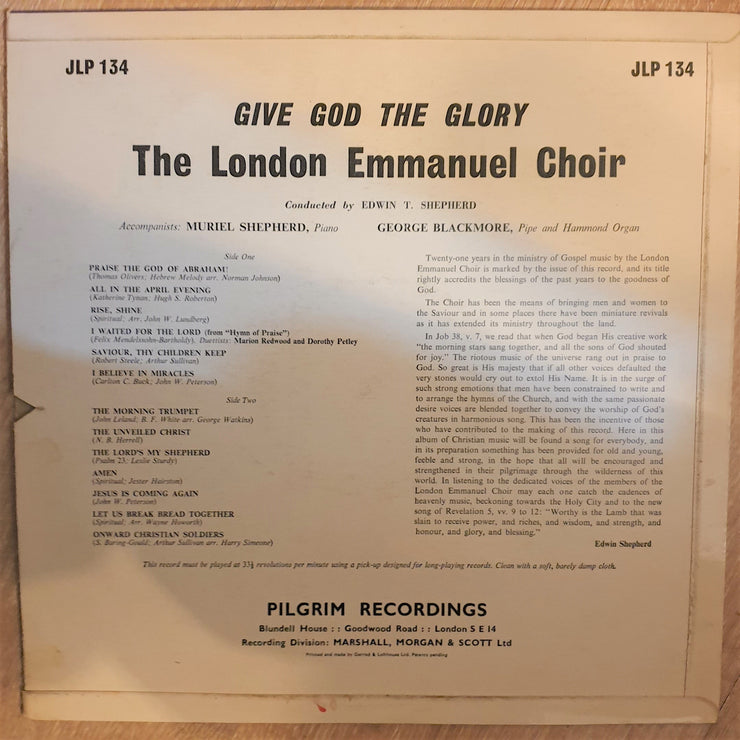 JLP 134
JLP 134
GIVE GOD THE GLORY
The London Emmanuel Choir
Conducted by EDWIN T. SHEPHERD
Accompanists: MURIEL SHEPHERD, Piano GEORGE BLACKMORE, Pipe and Hammond Organ
Side One
PRAISE THE GOD OF ABRAHAM!
(Thomas Olivers; Hebrew Melody arr. Norman Johnson)
ALL IN THE APRIL EVENING
(Katherine Tynan; Hugh S. Roberton)
RISE, SHINE
(Spiritual; Arr. John W. Lundberg)
I WAITED FOR THE LORD (from "Hymn of Praise")
(Felix Mendelssohn-Bartholdy). Duettists: Marion Redwood and Dorothy Petley
SAVIOUR, THY CHILDREN KEEP
(Robert Steele; Arthur Sullivan)
I BELIEVE IN MIRACLES
(Carlton C. Buck; John W. Peterson)
Side Two
THE MORNING TRUMPET
(John Leland; B. F. White arr. George Watkins)
THE UNVEILED CHRIST
(N. B. Herrell)
THE LORD'S MY SHEPHERD
(Psalm 23; Leslie Sturdy)
AMEN
(Spiritual; Jester Hairston)
JESUS IS COMING AGAIN
(John W. Peterson)
LET US BREAK BREAD TOGETHER
(Spiritual; Arr. Wayne Howorth)
ONWARD CHRISTIAN SOLDIERS
(S. Baring-Gould; Arthur Sullivan arr. Harry Simeone)
Twenty-one years in the ministry of Gospel music by the London
Emmanuel Choir is marked by the issue of this record, and its title
rightly accredits the blessings of the past years to the goodness of
God.
The Choir has been the means of bringing men and women to
the Saviour and in some places there have been miniature revivals
as it has extended its ministry throughout the land.
In Job 38, v. 7, we read that when God began His creative work
"the morning stars sang together, and all the sons of God shouted
for joy." The riotous music of the universe rang out in praise to
God. So great is His majesty that if all other voices defaulted the
very stones would cry out to extol His Name. It is in the surge of
such strong emotions that men have been constrained to write and
to arrange the hymns of the Church, and with the same passionate
desire voices are blended together to convey the worship of God's
creatures in harmonious song. This has been the incentive of those
who have contributed to the making of this record. Here in this
album of Christian music will be found a song for everybody, and
in its preparation something has been provided for old and young,
feeble and strong, in the hope that all will be encouraged and
strengthened in their pilgrimage through the wilderness of this
world. In listening to the dedicated voices of the members of the
London Emmanuel Choir may each one catch the cadences of
heavenly music, beckoning towards the Holy City and to the new
song of Revelation 5, vv. 9 to 12: "Worthy is the Lamb that was
slain to receive power, and riches, and wisdom, and strength, and
honour, and glory, and blessing."
Edwin Shepherd
This record must be played at 33⅓ revolutions per minute using a pick-up designed for long-playing records. Clean with a soft, barely damp cloth.
PILGRIM RECORDINGS
Blundell House : : Goodwood Road : : London S E 14
Recording Division: MARSHALL, MORGAN & SCOTT Ltd
Printed and made by Garrod & Lofthouse Ltd. Patents pending